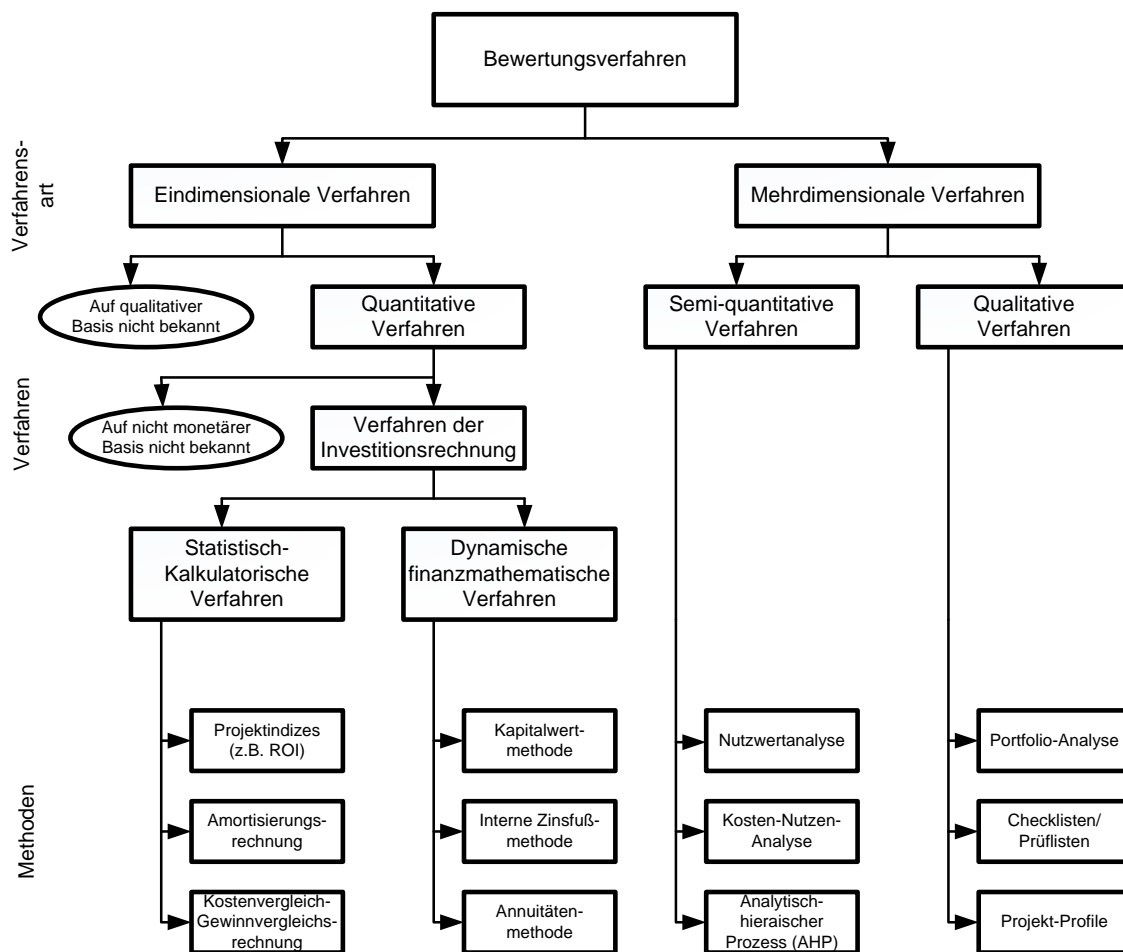 Bewertungsverfahren
Verfahrens-
art
Eindimensionale Verfahren
Mehrdimensionale Verfahren
Auf qualitativer
Basis nicht bekannt
Quantitative
Verfahren
Semi-quantitative
Verfahren
Qualitative
Verfahren
Verfahren
Auf nicht monetärer
Basis nicht bekannt
Verfahren der
Investitionsrechnung
Statistisch-
Kalkulatorische
Verfahren
Dynamische
finanzmathematische
Verfahren
Methoden
Projektindizes
(z.B. ROI)
Kapitalwert-
methode
Nutzwertanalyse
Portfolio-Analyse
Amortisierungs-
rechnung
Interne Zinsfuß-
methode
Kosten-Nutzen-
Analyse
Checklisten/
Prüflisten
Kostenvergleich-
Gewinnvergleichs-
rechnung
Annuitäten-
methode
Analytisch-
hieraischer
Prozess (AHP)
Projekt-Profile